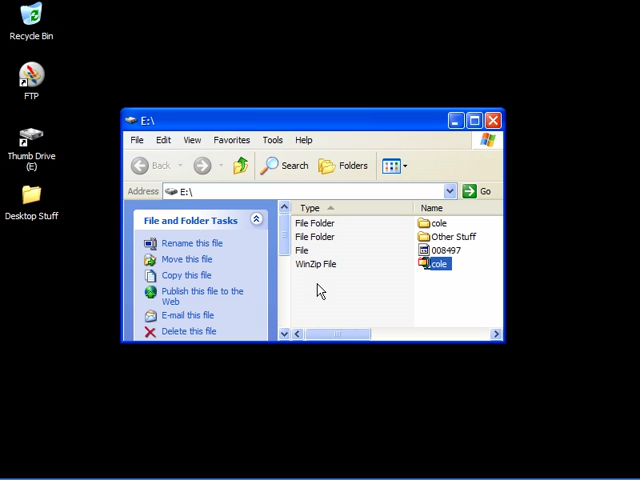 Recycle Bin
FTP
Thumb Drive
(E)
Desktop Stuff
E:\
File Edit View Favorites Tools Help
Back Search Folders
Address E:\ Go
File and Folder Tasks
Rename this file
Move this file
Copy this file
Publish this file to the
Web
E-mail this file
Delete this file
Type Name
File Folder cole
File Folder Other Stuff
File 008497
WinZip File cole